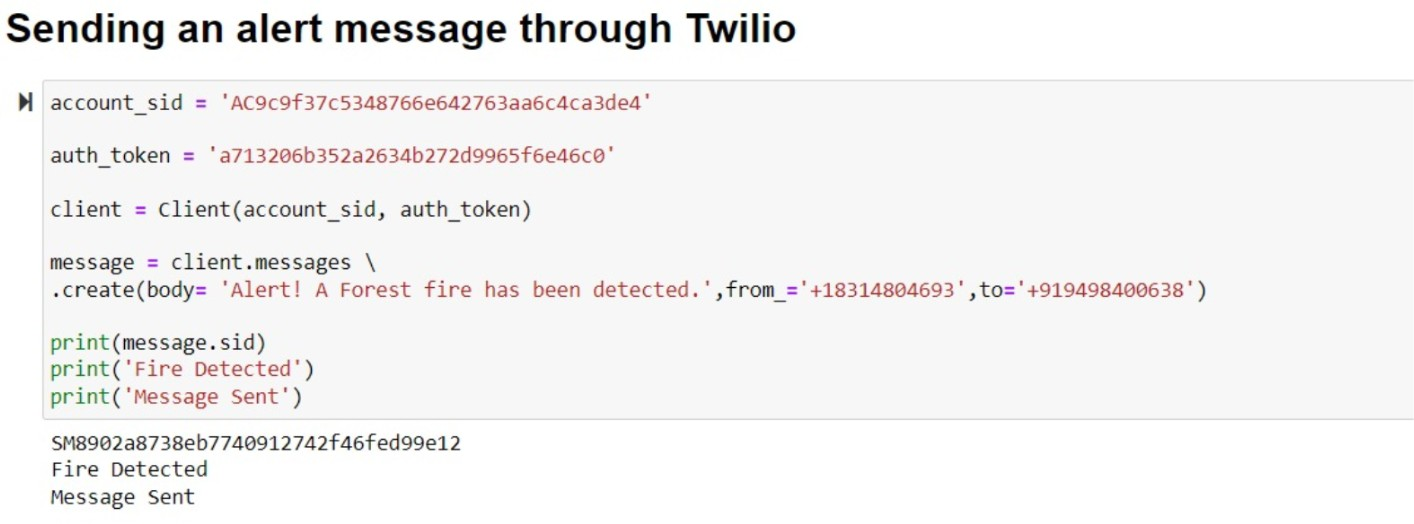 Sending an alert message through Twilio
account_sid = 'AC9c9f37c5348766e642763aa6c4ca3de4'
auth_token = 'a713206b352a2634b272d9965f6e46c0'
client = Client(account_sid, auth_token)
message = client.messages \
.create(body= 'Alert! A Forest fire has been detected.',from_='+18314804693',to='+919498400638')
print(message.sid)
print('Fire Detected')
print('Message Sent')
SM8902a8738eb7740912742f46fed99e12
Fire Detected
Message Sent